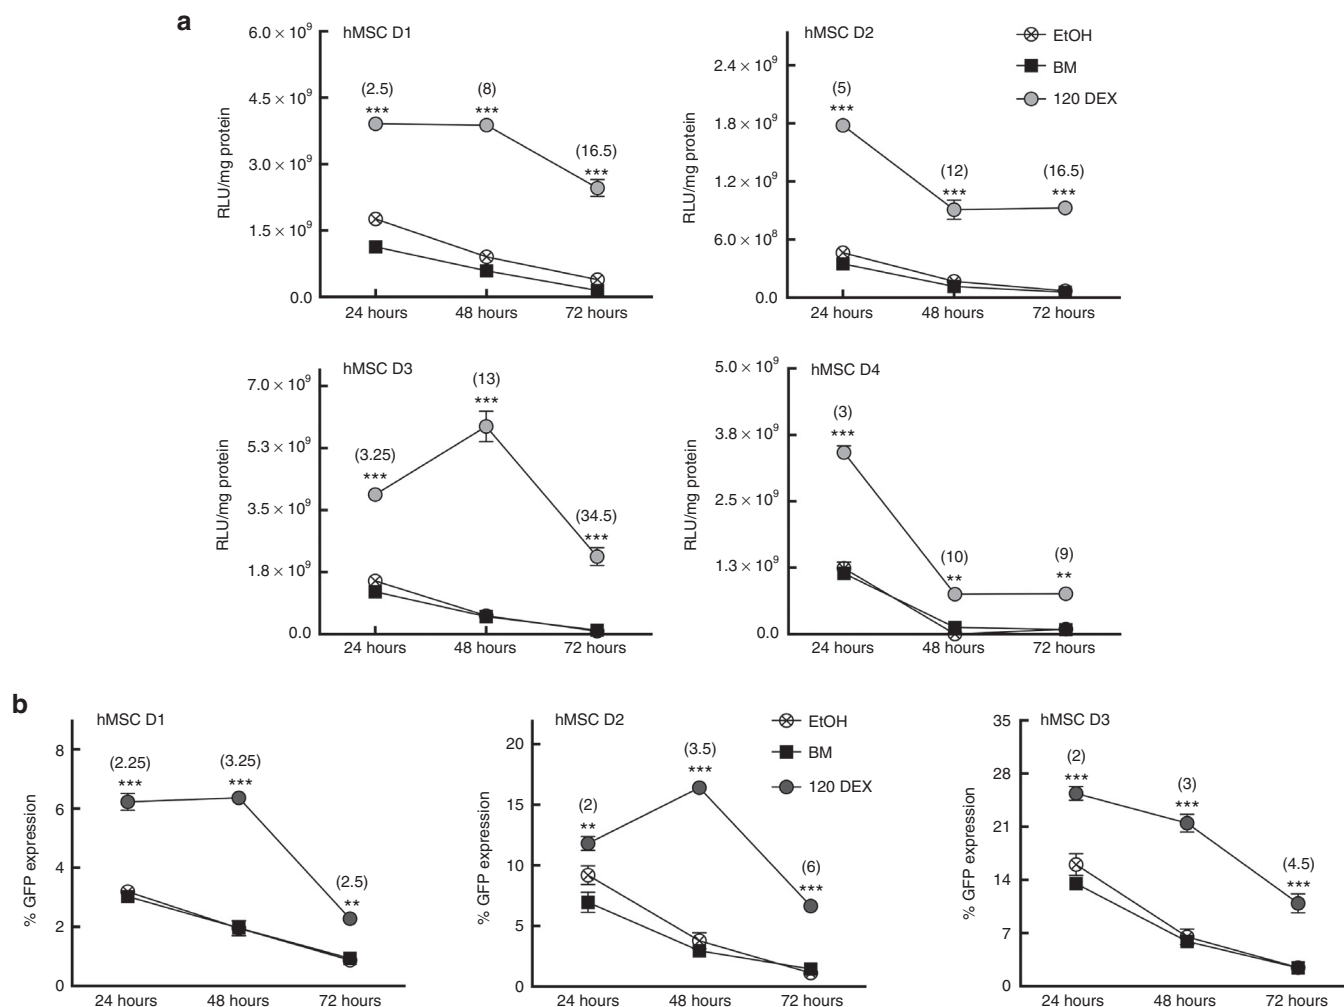 a
hMSC D1
6.0 × 10⁹
4.5 × 10⁹
3.0 × 10⁹
1.5 × 10⁹
0.0
RLU/mg protein
(2.5)
***
(8)
***
(16.5)
***
24 hours 48 hours 72 hours
hMSC D2
EtOH
BM
120 DEX
2.4 × 10⁹
1.8 × 10⁹
1.2 × 10⁹
6.0 × 10⁸
0.0
RLU/mg protein
(5)
***
(12)
***
(16.5)
***
24 hours 48 hours 72 hours
hMSC D3
7.0 × 10⁹
5.3 × 10⁹
3.5 × 10⁹
1.8 × 10⁹
0.0
RLU/mg protein
(3.25)
***
(13)
***
(34.5)
***
24 hours 48 hours 72 hours
hMSC D4
5.0 × 10⁹
3.8 × 10⁹
2.5 × 10⁹
1.3 × 10⁹
0.0
RLU/mg protein
(3)
***
(10)
**
(9)
**
24 hours 48 hours 72 hours
b
hMSC D1
8
6
4
2
0
% GFP expression
(2.25)
***
(3.25)
***
(2.5)
**
24 hours 48 hours 72 hours
hMSC D2
EtOH
BM
120 DEX
20
15
10
5
0
% GFP expression
(2)
**
(3.5)
***
(6)
***
24 hours 48 hours 72 hours
hMSC D3
35
28
21
14
7
0
% GFP expression
(2)
***
(3)
***
(4.5)
***
24 hours 48 hours 72 hours